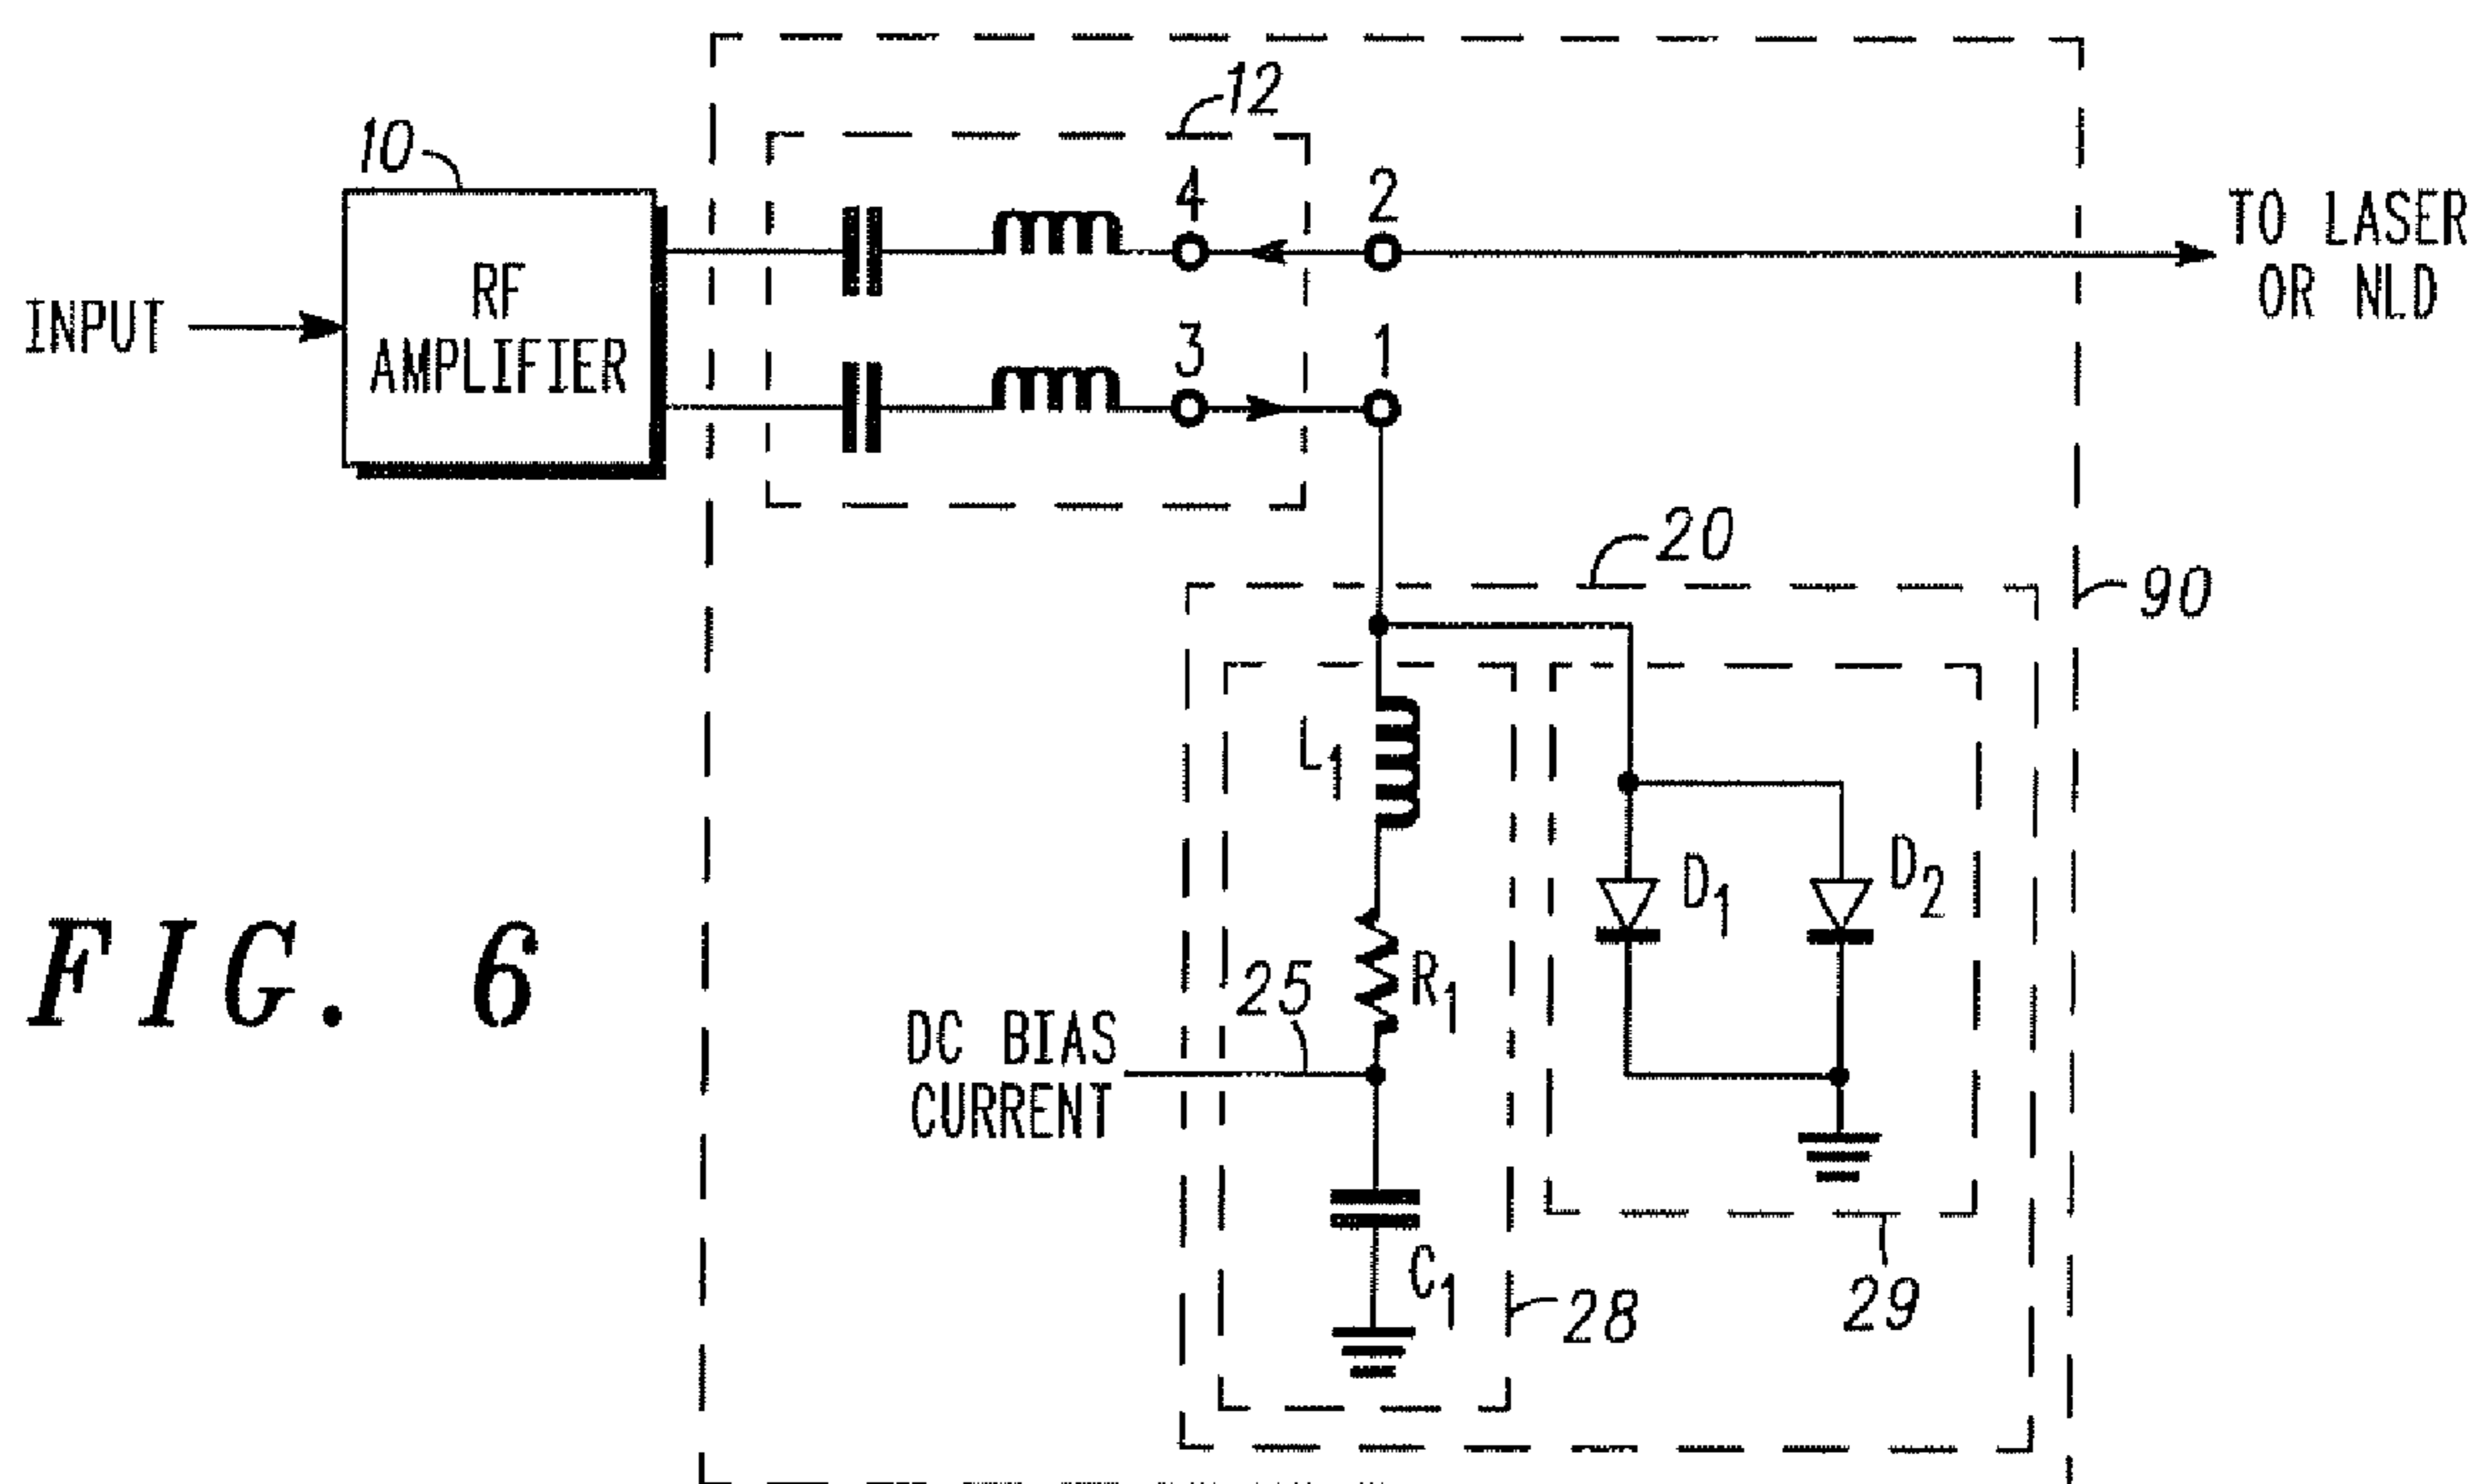 12
10
4
2
TO LASER
OR NLD
RF
AMPLIFIER
INPUT
3
1
20
90
L1
D1
D2
FIG. 6
25
R1
DC BIAS
CURRENT
C1
28
29